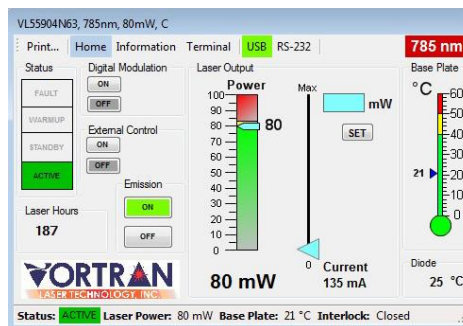 VL55904N63, 785nm, 80mW, C
Print... Home Information Terminal USB RS-232 785 nm
Status
FAULT
WARMUP
STANDBY
ACTIVE
Laser Hours
187
Digital Modulation
ON
OFF
External Control
ON
OFF
Emission
ON
OFF
Laser Output
Power
100
90
80
70
60
50
40
30
20
10
0
80
80 mW
Max
0
mW
SET
Current
135 mA
Base Plate
°C
60
50
40
30
20
10
0
21
Diode
25 °C
VORTRAN
LASER TECHNOLOGY, INC.
Status: ACTIVE Laser Power: 80 mW Base Plate: 21 °C Interlock: Closed